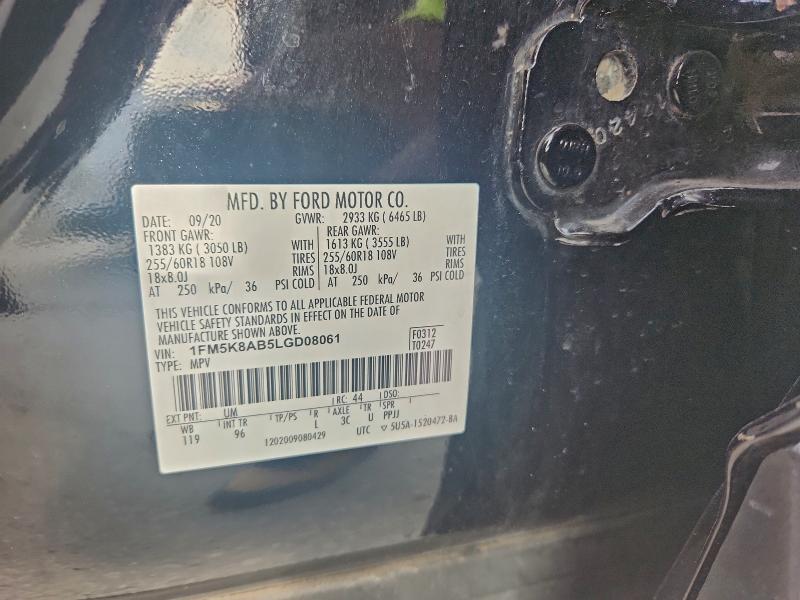 MFD. BY FORD MOTOR CO.
DATE: 09/20 GVWR: 2933 KG ( 6465 LB)
FRONT GAWR: REAR GAWR:
1383 KG ( 3050 LB) WITH 1613 KG ( 3555 LB) WITH
255/60R18 108V TIRES 255/60R18 108V TIRES
18x8.0J RIMS 18x8.0J RIMS
AT 250 kPa/ 36 PSI COLD AT 250 kPa/ 36 PSI COLD
THIS VEHICLE CONFORMS TO ALL APPLICABLE FEDERAL MOTOR
VEHICLE SAFETY STANDARDS IN EFFECT ON THE DATE OF
MANUFACTURE SHOWN ABOVE.
VIN: 1FM5K8AB5LGD08061 F0312
TYPE: MPV T0247
EXT PNT: UM RC: 44 DSO:
WB INT TR TP/PS R AXLE TR SPR
119 96 L 3C U PPJJ
1202009080429 UTC ▽ 5U5A-1520472-BA